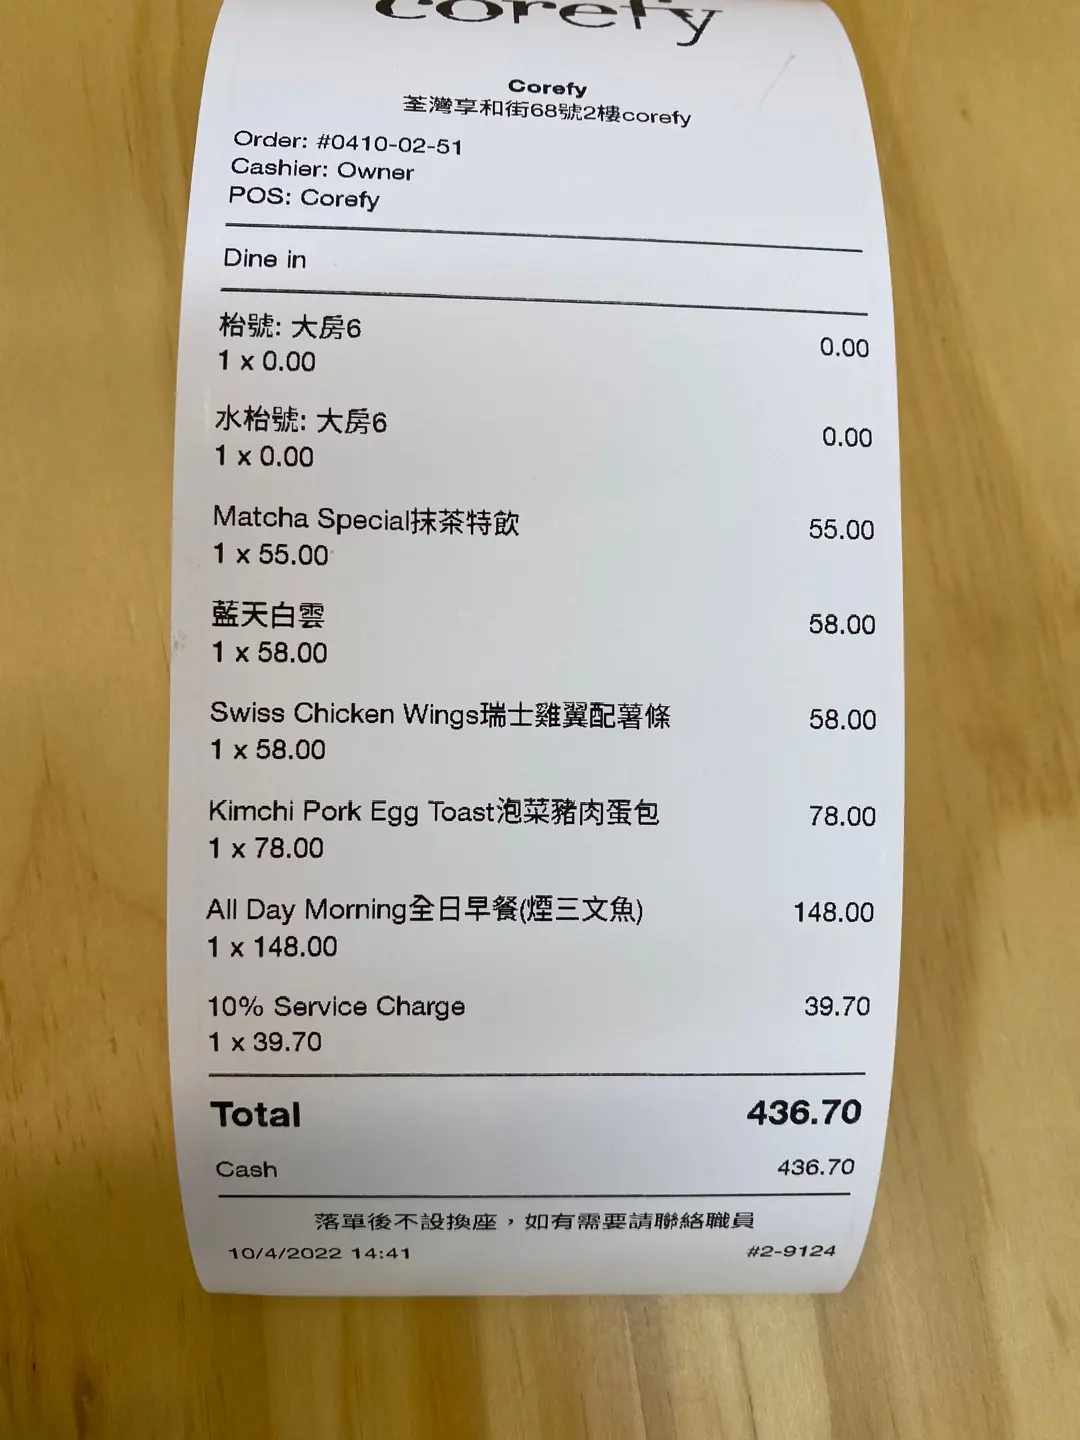 corefy
Corefy
荃灣享和街68號2樓corefy
Order: #0410-02-51
Cashier: Owner
POS: Corefy
Dine in
枱號: 大房6 0.00
1 x 0.00
水枱號: 大房6 0.00
1 x 0.00
Matcha Special抹茶特飲 55.00
1 x 55.00
藍天白雲 58.00
1 x 58.00
Swiss Chicken Wings瑞士雞翼配薯條 58.00
1 x 58.00
Kimchi Pork Egg Toast泡菜豬肉蛋包 78.00
1 x 78.00
All Day Morning全日早餐(煙三文魚) 148.00
1 x 148.00
10% Service Charge 39.70
1 x 39.70
Total 436.70
Cash 436.70
落單後不設換座，如有需要請聯絡職員
10/4/2022 14:41 #2-9124